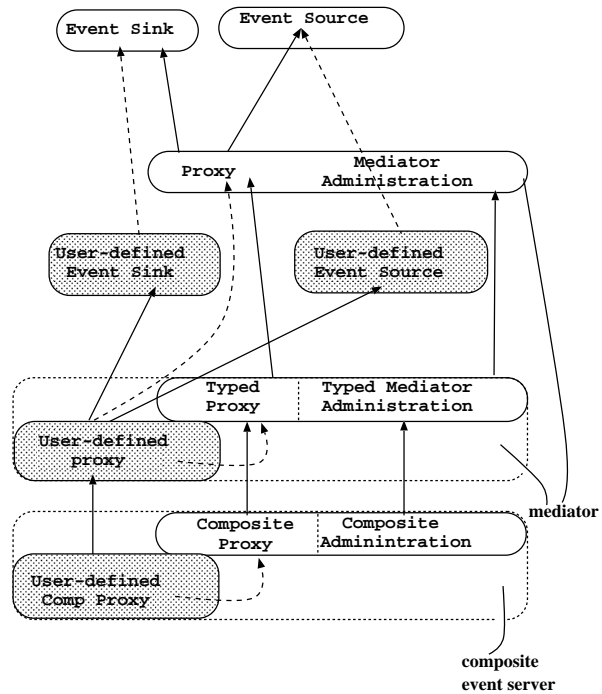 Event Sink
Event Source
Proxy
Mediator
Administration
User-defined
Event Sink
User-defined
Event Source
Typed
Proxy
Typed Mediator
Administration
User-defined
proxy
mediator
Composite
Proxy
Composite
Adminintration
User-defined
Comp Proxy
composite
event server